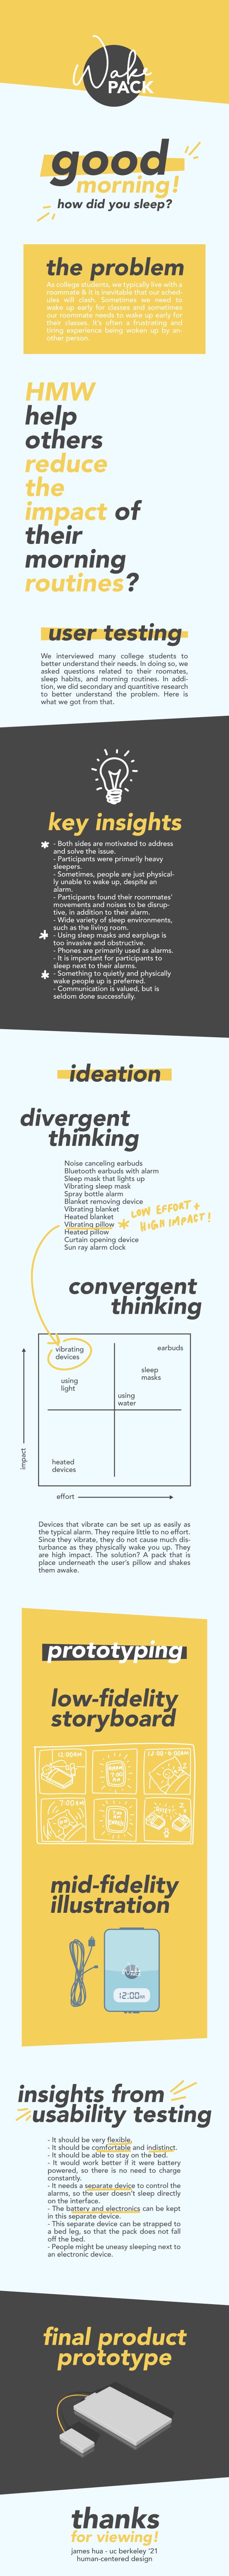 Wake
PACK
good
morning!
how did you sleep?
the problem
As college students, we typically live with a
roommate & it is inevitable that our sched-
ules will clash. Sometimes we need to
wake up early for classes and sometimes
our roommate needs to wake up early for
their classes. It's often a frustrating and
tiring experience being woken up by an-
other person.
HMW
help
others
reduce
the
impact of
their
morning
routines?
user testing
We interviewed many college students to
better understand their needs. In doing so, we
asked questions related to their roomates,
sleep habits, and morning routines. In addi-
tion, we did secondary and quantitive research
to better understand the problem. Here is
what we got from that.
key insights
- Both sides are motivated to address
and solve the issue.
- Participants were primarily heavy
sleepers.
- Sometimes, people are just physical-
ly unable to wake up, despite an
alarm.
- Participants found their roommates'
movements and noises to be disrup-
tive, in addition to their alarm.
- Wide variety of sleep environments,
such as the living room.
- Using sleep masks and earplugs is
too invasive and obstructive.
- Phones are primarily used as alarms.
- It is important for participants to
sleep next to their alarms.
- Something to quietly and physically
wake people up is preferred.
- Communication is valued, but is
seldom done successfully.
ideation
divergent
thinking
Noise canceling earbuds
Bluetooth earbuds with alarm
Sleep mask that lights up
Vibrating sleep mask
Spray bottle alarm
Blanket removing device
Vibrating blanket
Heated blanket
Vibrating pillow
Heated pillow
Curtain opening device
Sun ray alarm clock
LOW EFFORT +
HIGH IMPACT!
convergent
thinking
vibrating
devices
earbuds
sleep
masks
using
light
using
water
heated
devices
impact
effort
Devices that vibrate can be set up as easily as
the typical alarm. They require little to no effort.
Since they vibrate, they do not cause much dis-
turbance as they physically wake you up. They
are high impact. The solution? A pack that is
place underneath the user's pillow and shakes
them awake.
prototyping
low-fidelity
storyboard
12:00AM
7:00AM
mid-fidelity
illustration
12:00
insights from
usability testing
- It should be very flexible.
- It should be comfortable and indistinct.
- It should be able to stay on the bed.
- It would work better if it were battery
powered, so there is no need to charge
constantly.
- It needs a separate device to control the
alarms, so the user doesn't sleep directly
on the interface.
- The battery and electronics can be kept
in this separate device.
- This separate device can be strapped to
a bed leg, so that the pack does not fall
off the bed.
- People might be uneasy sleeping next to
an electronic device.
final product
prototype
thanks
for viewing!
james hua - uc berkeley '21
human-centered design